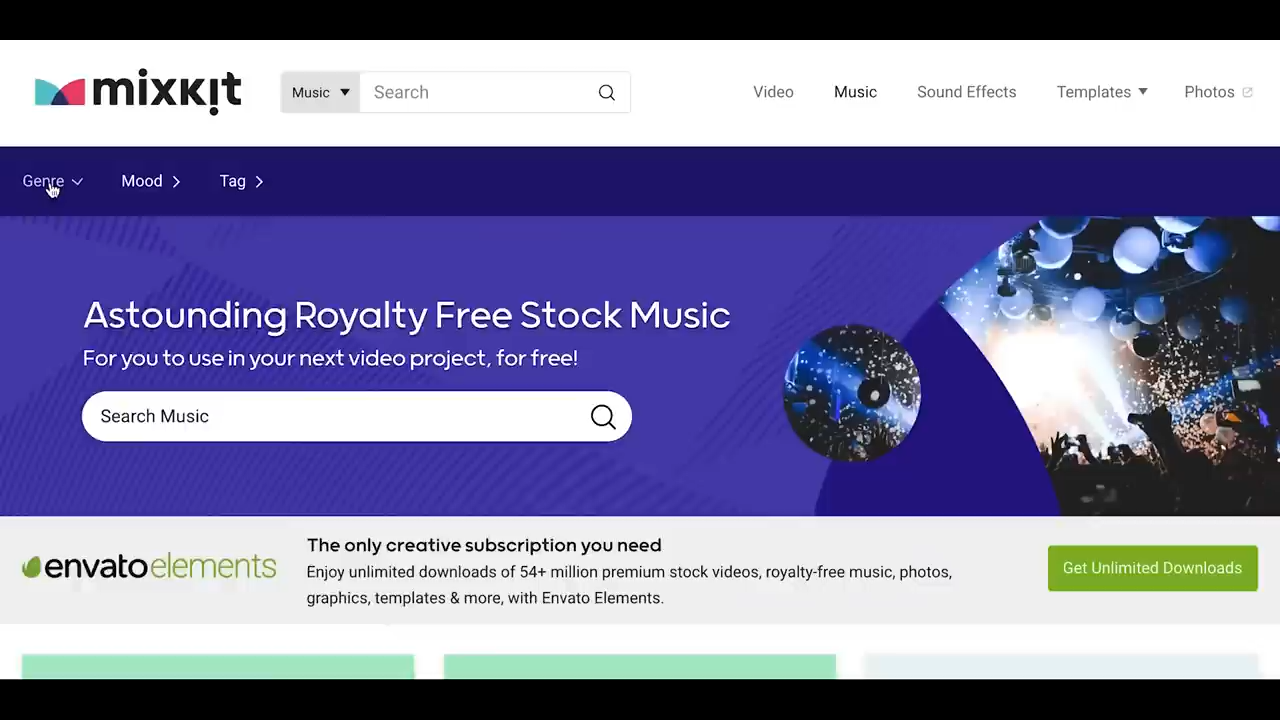 mixkit
Music
Search
Video
Music
Sound Effects
Templates
Photos
Genre
Mood
Tag
Astounding Royalty Free Stock Music
For you to use in your next video project, for free!
Search Music
envatoelements
The only creative subscription you need
Enjoy unlimited downloads of 54+ million premium stock videos, royalty-free music, photos,
graphics, templates & more, with Envato Elements.
Get Unlimited Downloads